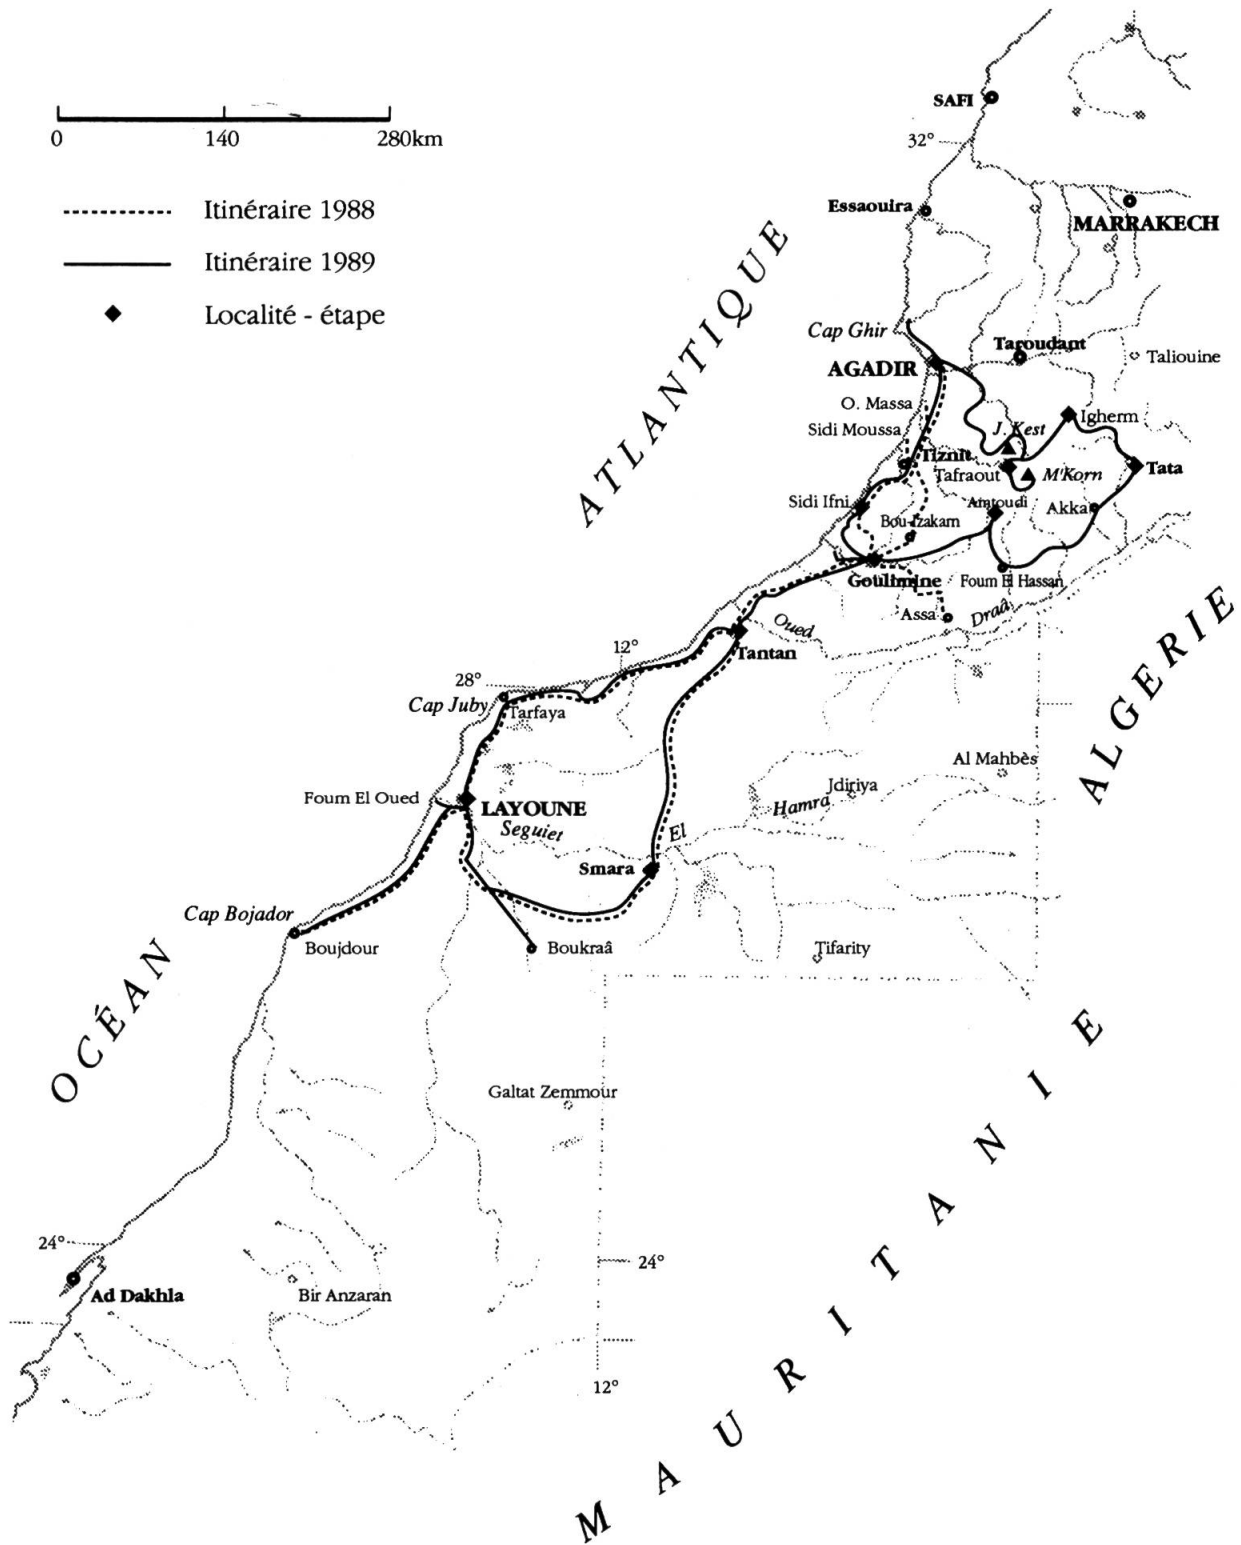 0 140 280km
Itinéraire 1988
Itinéraire 1989
Localité - étape
SAFI
32°
Essaouira
MARRAKECH
ATLANTIQUE
Cap Ghir
Taroudant
Taliouine
AGADIR
O. Massa
Igherm
Sidi Moussa
J. Kest
Tiznit
Tafraout
M'Korn
Tata
Sidi Ifni
Amtoudi
Akka
Bou-Izakarn
Goulimine
Foum El Hassan
Assa
Draâ
Oued
Tantan
ALGERIE
12°
28°
Cap Juby
Tarfaya
Al Mahbès
Jdiriya
Foum El Oued
LAYOUNE
Hamra
Seguiet
El
Smara
Cap Bojador
Boujdour
Boukraâ
Tifarity
OCÉAN
Galtat Zemmour
24°
24°
Ad Dakhla
Bir Anzaran
12°
MAURITANIE